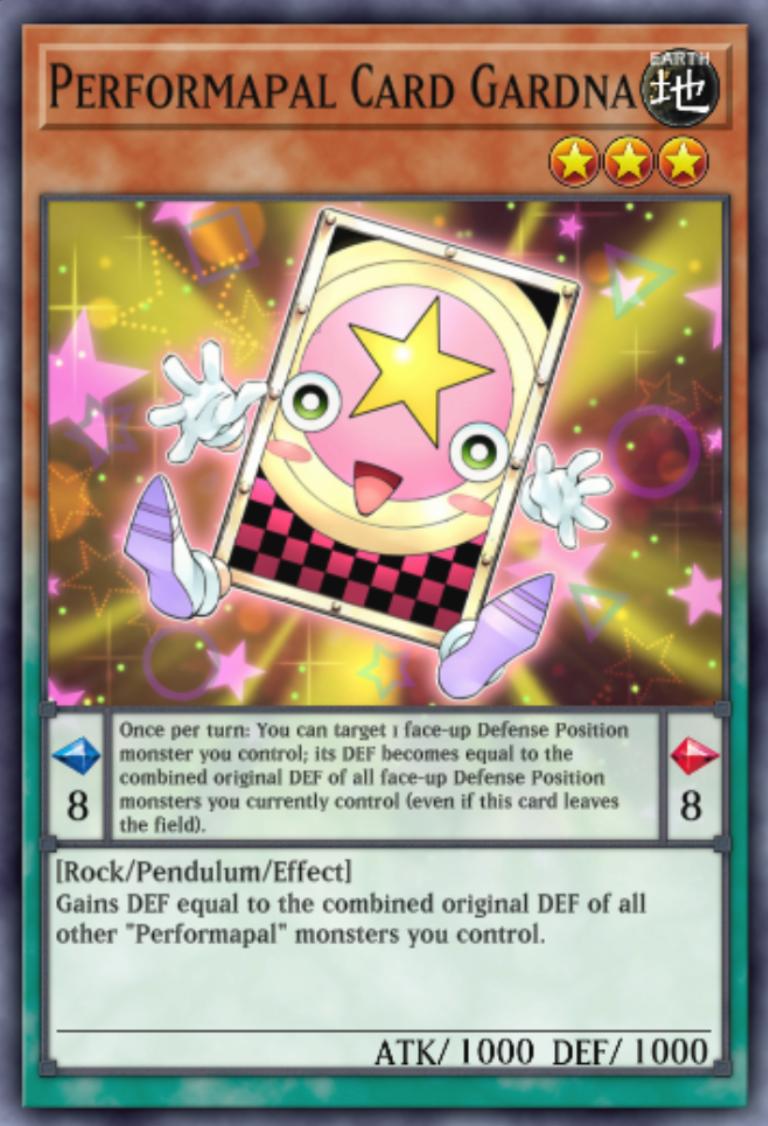 PERFORMAPAL CARD GARDNA
EARTH
地
Once per turn: You can target 1 face-up Defense Position
monster you control; its DEF becomes equal to the
combined original DEF of all face-up Defense Position
monsters you currently control (even if this card leaves
the field).
8
8
[Rock/Pendulum/Effect]
Gains DEF equal to the combined original DEF of all
other "Performapal" monsters you control.
ATK/ 1000 DEF/ 1000